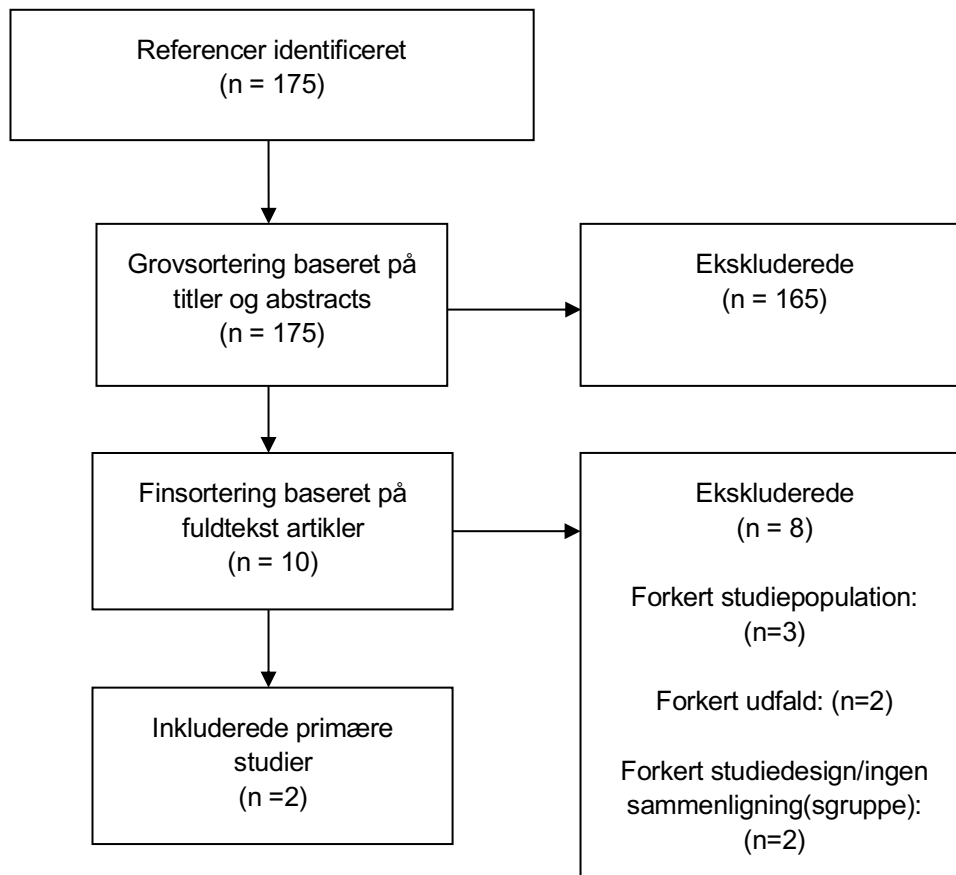 Referencer identificeret
(n = 175)
Grovsortering baseret på
titler og abstracts
(n = 175)
Ekskluderede
(n = 165)
Finsortering baseret på
fuldtekst artikler
(n = 10)
Ekskluderede
(n = 8)
Forkert studiepopulation:
(n=3)
Forkert udfald: (n=2)
Forkert studiedesign/ingen
sammenligning(sgruppe):
(n=2)
Inkluderede primære
studier
(n =2)